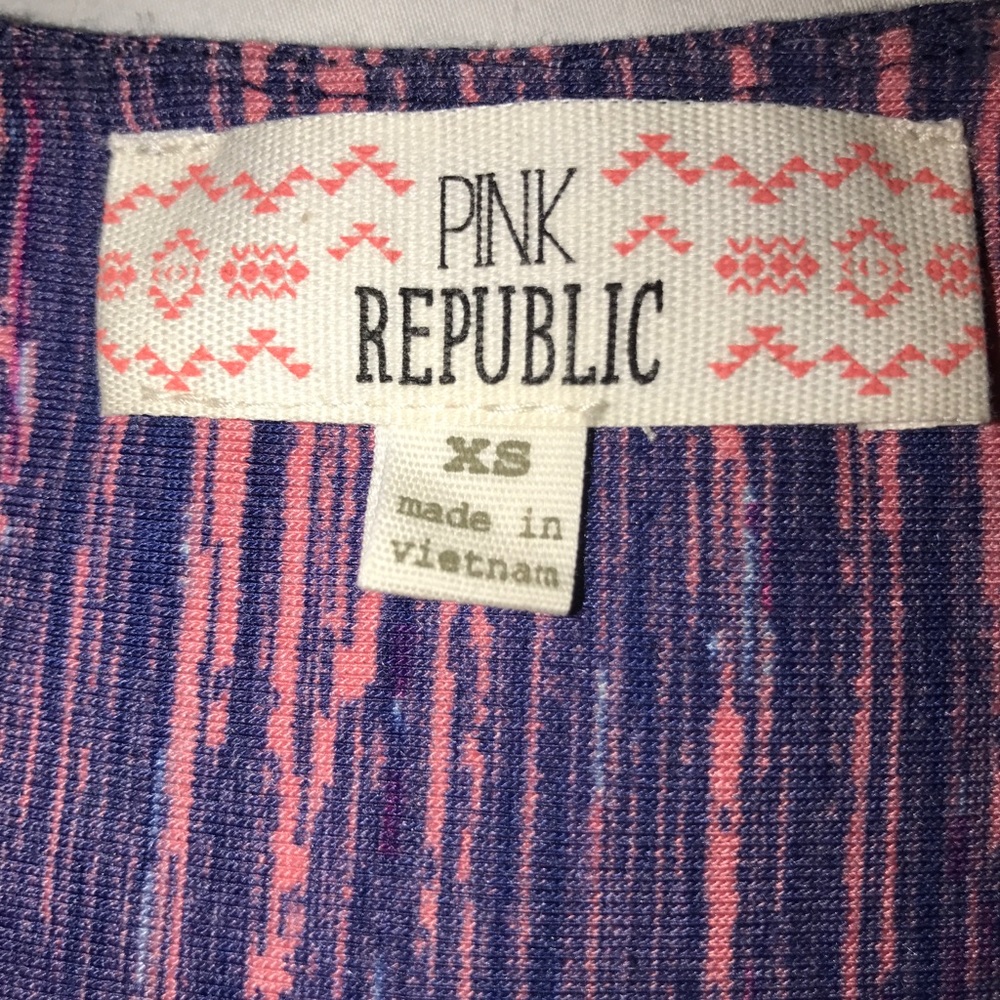 PINK
REPUBLIC
XS
made in
vietnam